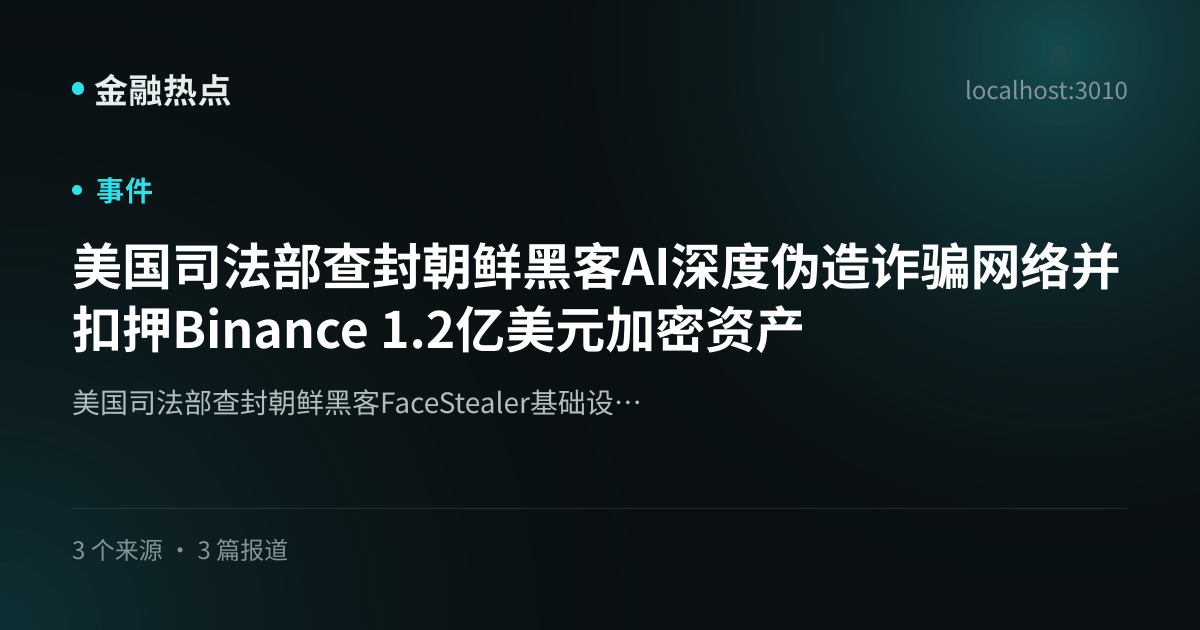 金融热点
localhost:3010
事件
美国司法部查封朝鲜黑客AI深度伪造诈骗网络并
扣押Binance 1.2亿美元加密资产
美国司法部查封朝鲜黑客FaceStealer基础设…
3 个来源 • 3 篇报道